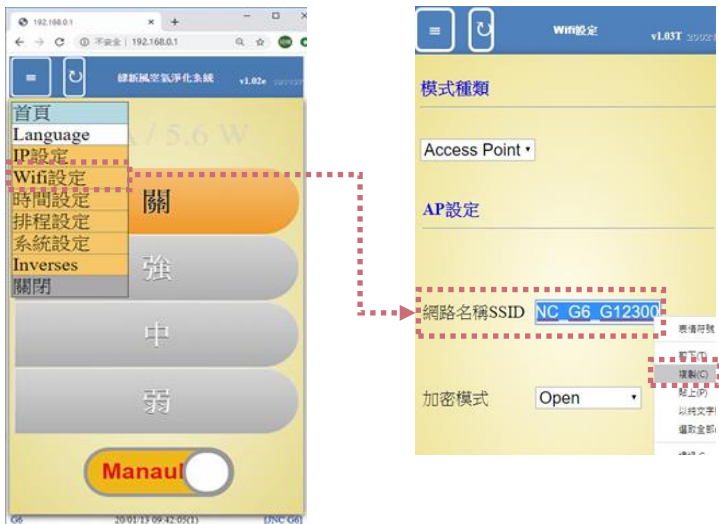 192.168.0.1
不安全 | 192.168.0.1
綠新風空氣淨化系統
v1.02e
/ 5.6 W
首頁
Language
IP設定
Wifi設定
時間設定
排程設定
系統設定
Inverses
關閉
關
強
中
弱
Manaul
G6
20/01/13 09:42:05(1)
[JNC G6]
Wifi設定
v1.03T
模式種類
Access Point
AP設定
網路名稱SSID
NC_G6_G12300
表情符號
剪下(T)
複製(C)
貼上(P)
以純文字
選取全部
加密模式
Open